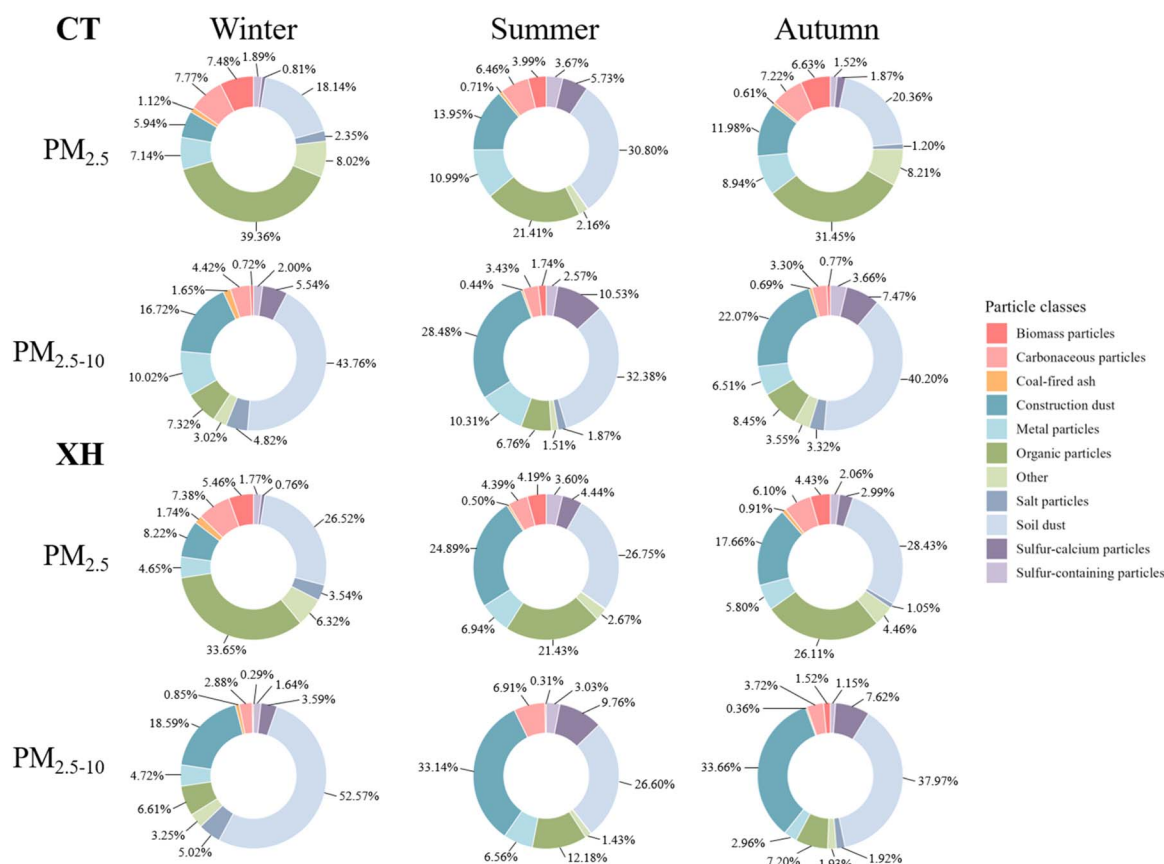 CT Winter Summer Autumn
PM2.5
7.48% 1.89% 0.81% 18.14% 2.35% 8.02% 39.36% 7.14% 5.94% 1.12% 7.77%
3.99% 3.67% 5.73% 30.80% 2.16% 21.41% 10.99% 13.95% 0.71% 6.46%
6.63% 1.52% 1.87% 20.36% 1.20% 8.21% 31.45% 8.94% 11.98% 0.61% 7.22%
PM2.5-10
0.72% 2.00% 5.54% 43.76% 4.82% 3.02% 7.32% 10.02% 16.72% 1.65% 4.42%
1.74% 2.57% 10.53% 32.38% 1.87% 1.51% 6.76% 10.31% 28.48% 0.44% 3.43%
0.77% 3.66% 7.47% 40.20% 3.32% 3.55% 8.45% 6.51% 22.07% 0.69% 3.30%
XH
PM2.5
5.46% 1.77% 0.76% 26.52% 3.54% 6.32% 33.65% 4.65% 8.22% 1.74% 7.38%
4.19% 3.60% 4.44% 26.75% 2.67% 21.43% 6.94% 24.89% 0.50% 4.39%
4.43% 2.06% 2.99% 28.43% 1.05% 4.46% 26.11% 5.80% 17.66% 0.91% 6.10%
PM2.5-10
0.29% 1.64% 3.59% 52.57% 5.02% 3.25% 6.61% 4.72% 18.59% 0.85% 2.88%
0.31% 3.03% 9.76% 26.60% 1.43% 12.18% 6.56% 33.14% 6.91%
1.52% 1.15% 7.62% 37.97% 1.92% 1.93% 7.20% 2.96% 33.66% 0.36% 3.72%
Particle classes
Biomass particles
Carbonaceous particles
Coal-fired ash
Construction dust
Metal particles
Organic particles
Other
Salt particles
Soil dust
Sulfur-calcium particles
Sulfur-containing particles